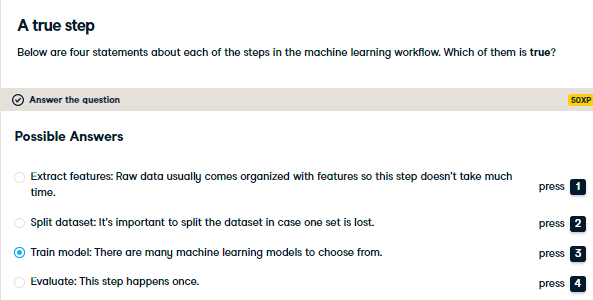 A true step
Below are four statements about each of the steps in the machine learning workflow. Which of them is true?
Answer the question
50XP
Possible Answers
Extract features: Raw data usually comes organized with features so this step doesn't take much
time.
press 1
Split dataset: It's important to split the dataset in case one set is lost.
press 2
Train model: There are many machine learning models to choose from.
press 3
Evaluate: This step happens once.
press 4